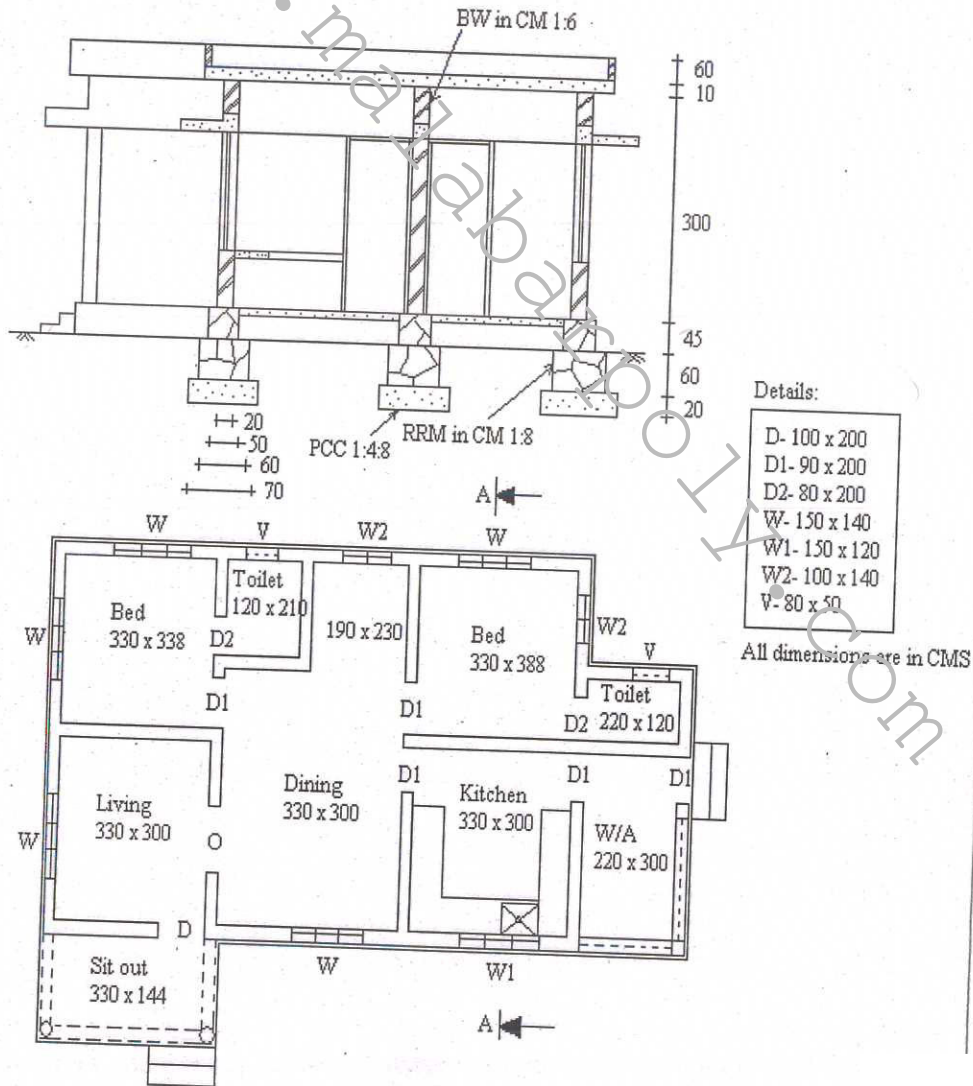 BW in CM 1:6
60
10
300
45
60
20
20
50
60
70
PCC 1:4:8
RRM in CM 1:8
Details:
D- 100 x 200
D1- 90 x 200
D2- 80 x 200
W- 150 x 140
W1- 150 x 120
W2- 100 x 140
V- 80 x 50
All dimensions are in CMS
A
W
V
W2
W
Toilet
120 x 210
Bed
330 x 338
190 x 230
Bed
330 x 388
W
D2
W2
V
Toilet
220 x 120
D1
D1
D2
D1
D1
D1
Living
330 x 300
Dining
330 x 300
Kitchen
330 x 300
W
O
W/A
220 x 300
D
W
W1
Sit out
330 x 144
A
.malabarpoly.com